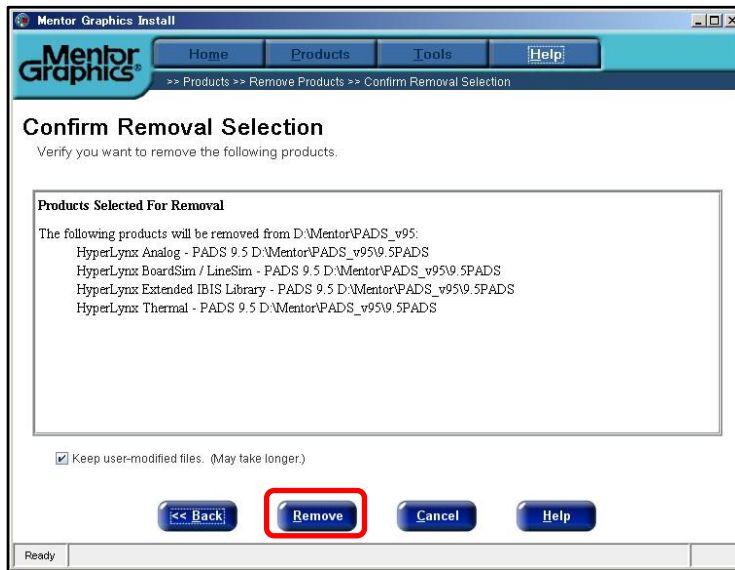 Mentor Graphics Install
Mentor
Graphics®
Home
Products
Tools
Help
>> Products >> Remove Products >> Confirm Removal Selection
Confirm Removal Selection
Verify you want to remove the following products.
Products Selected For Removal
The following products will be removed from D:\Mentor\PADS_v95:
HyperLynx Analog - PADS 9.5 D:\Mentor\PADS_v95\9.5PADS
HyperLynx BoardSim / LineSim - PADS 9.5 D:\Mentor\PADS_v95\9.5PADS
HyperLynx Extended IBIS Library - PADS 9.5 D:\Mentor\PADS_v95\9.5PADS
HyperLynx Thermal - PADS 9.5 D:\Mentor\PADS_v95\9.5PADS
Keep user-modified files. (May take longer.)
<< Back
Remove
Cancel
Help
Ready